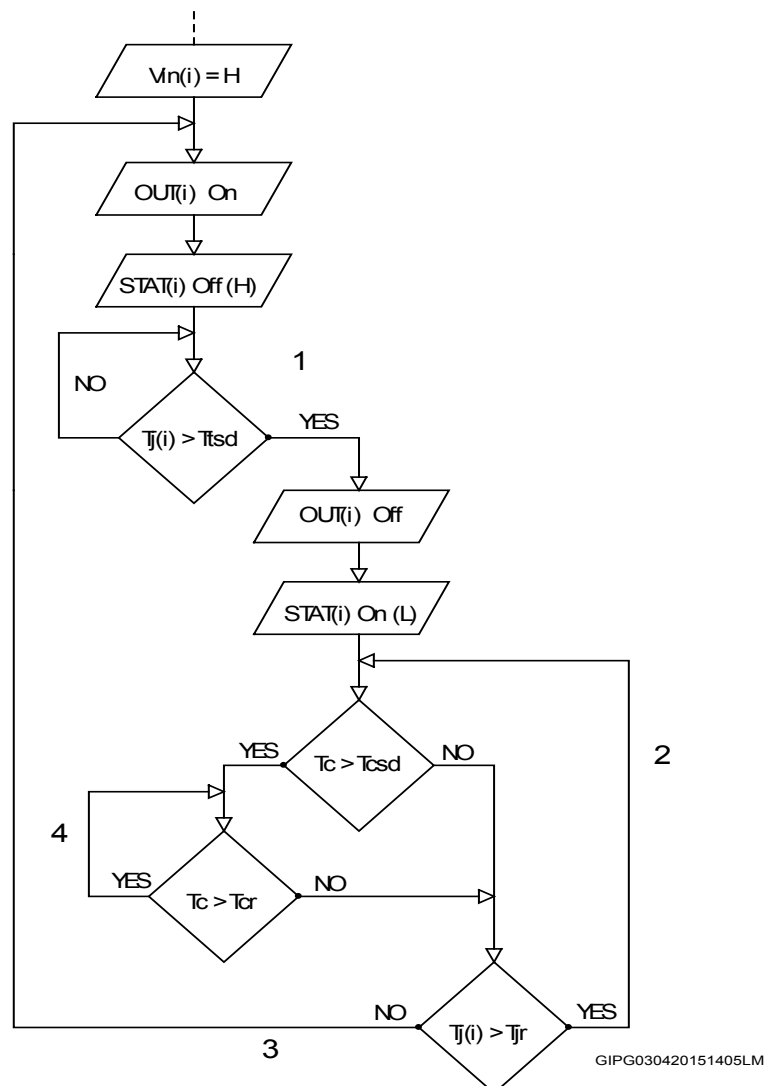 Vin(i) = H
OUT(i) On
STAT(i) Off (H)
1
NO
Tj(i) > Ttsd
YES
OUT(i) Off
STAT(i) On (L)
2
YES
Tc > Tcsd
NO
4
YES
Tc > Tcr
NO
NO
Tj(i) > Tjr
YES
3
GIPG030420151405LM